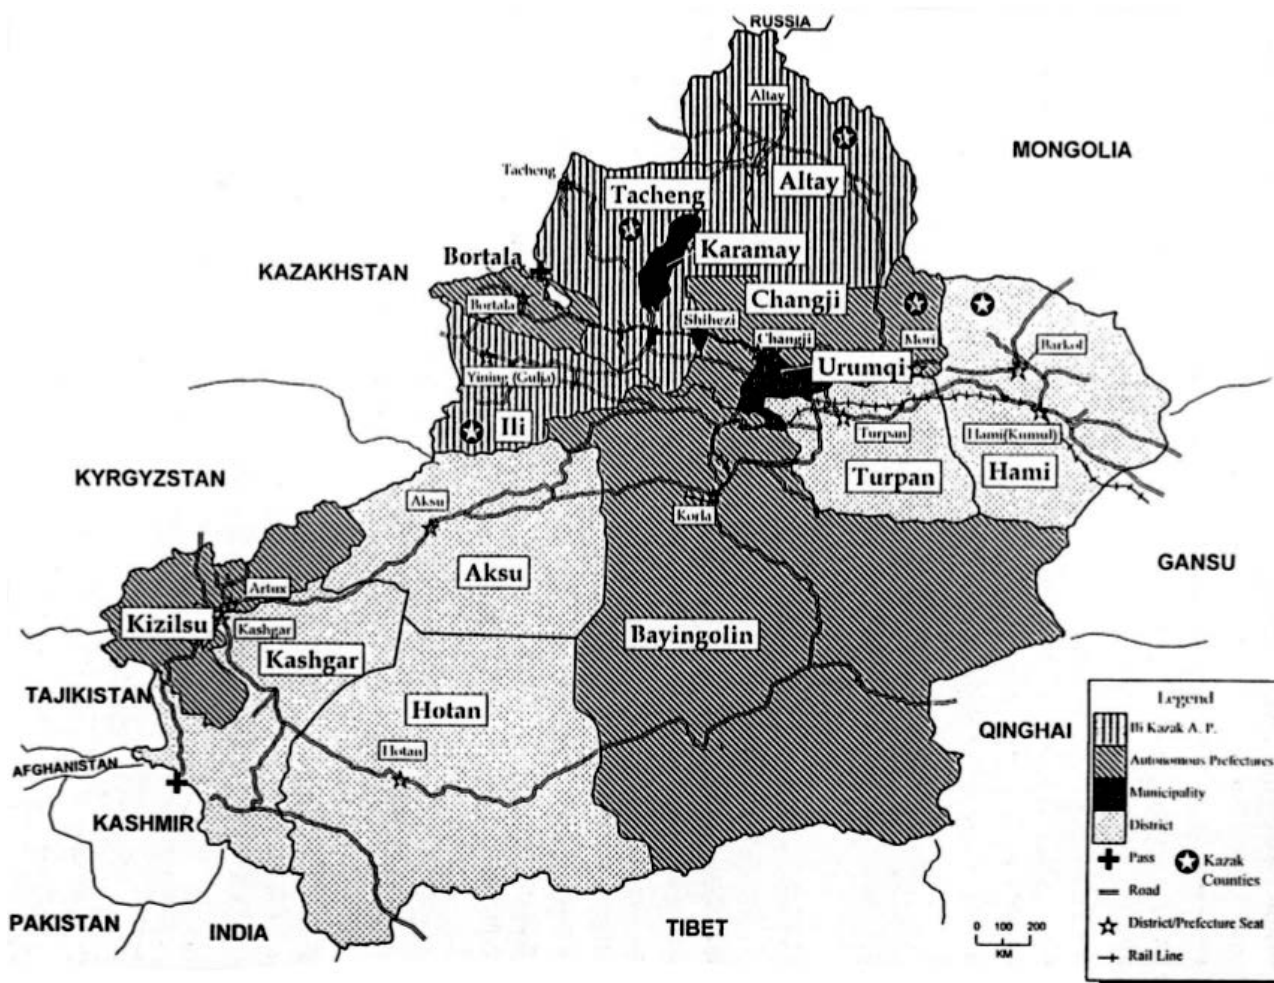 RUSSIA
MONGOLIA
Altay
Altay
Tacheng
Tacheng
Karamay
KAZAKHSTAN
Bortala
Bortala
Changji
Shihezi
Changji
Mori
Barkol
Urumqi
Yining (Gulja)
Ili
Turpan
Hami(Kumul)
Turpan
Hami
KYRGYZSTAN
Aksu
Korla
Aksu
GANSU
Artux
Kizilsu
Kashgar
Kashgar
Bayingolin
TAJIKISTAN
Hotan
Hotan
QINGHAI
AFGHANISTAN
KASHMIR
PAKISTAN
INDIA
TIBET
0 100 200
KM
Legend
Ili Kazak A. P.
Autonomous Prefectures
Municipality
District
Pass
Kazak
Counties
Road
District/Prefecture Seat
Rail Line